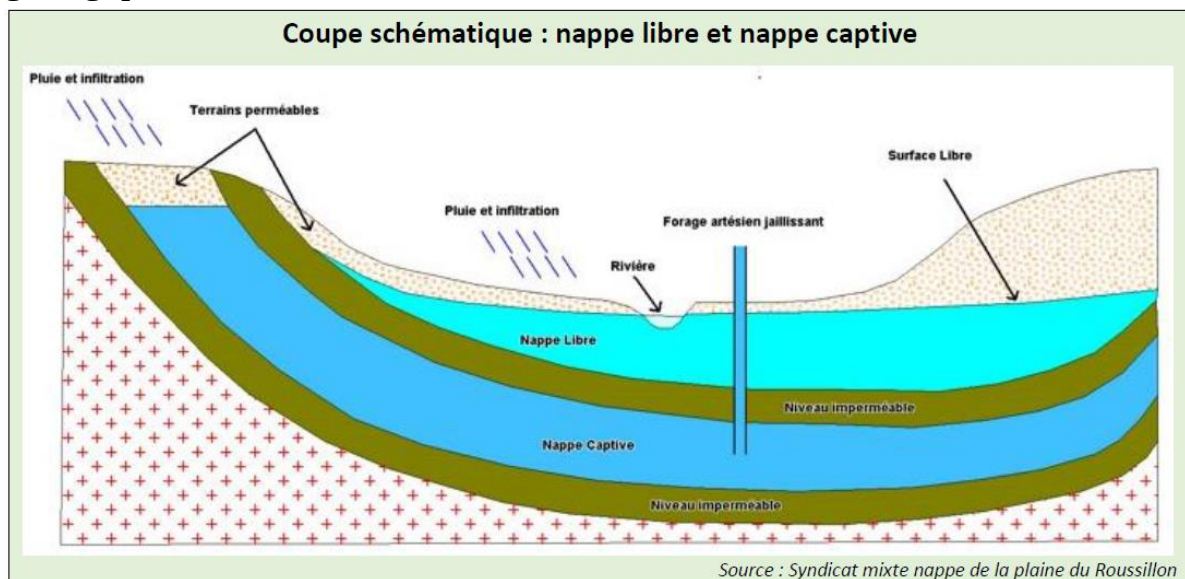 Coupe schématique : nappe libre et nappe captive
Pluie et infiltration
Terrains perméables
Surface Libre
Pluie et infiltration
Forage artésien jaillissant
Rivière
Nappe Libre
Niveau imperméable
Nappe Captive
Niveau imperméable
Source : Syndicat mixte nappe de la plaine du Roussillon